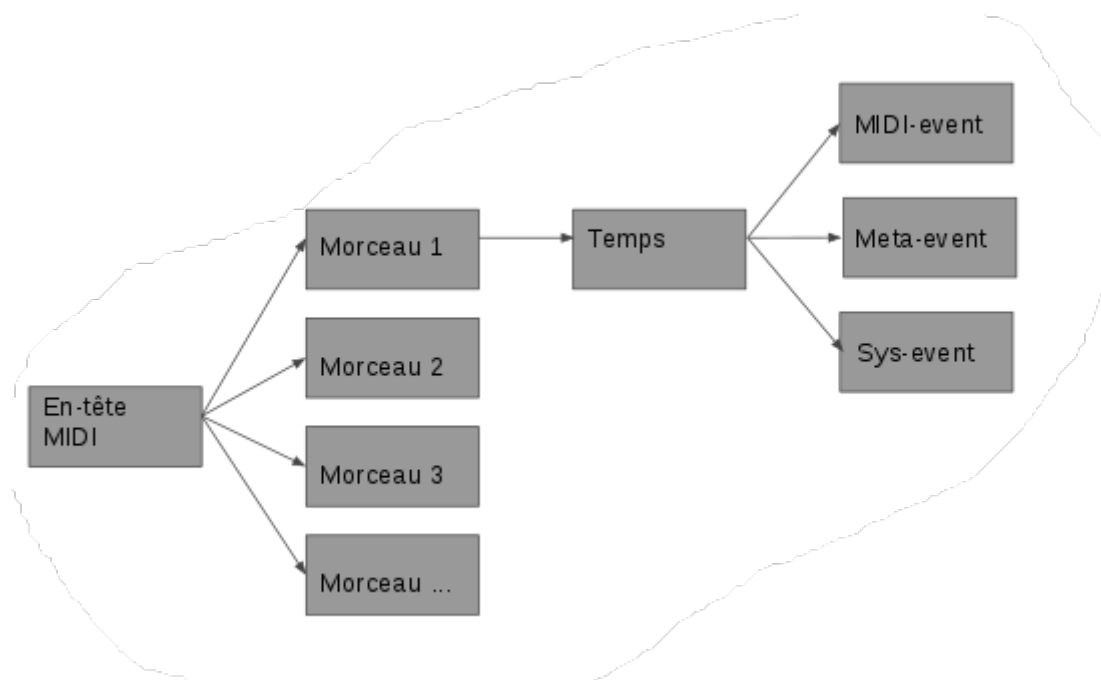 En-tête
MIDI
Morceau 1
Morceau 2
Morceau 3
Morceau ...
Temps
MIDI-event
Meta-event
Sys-event